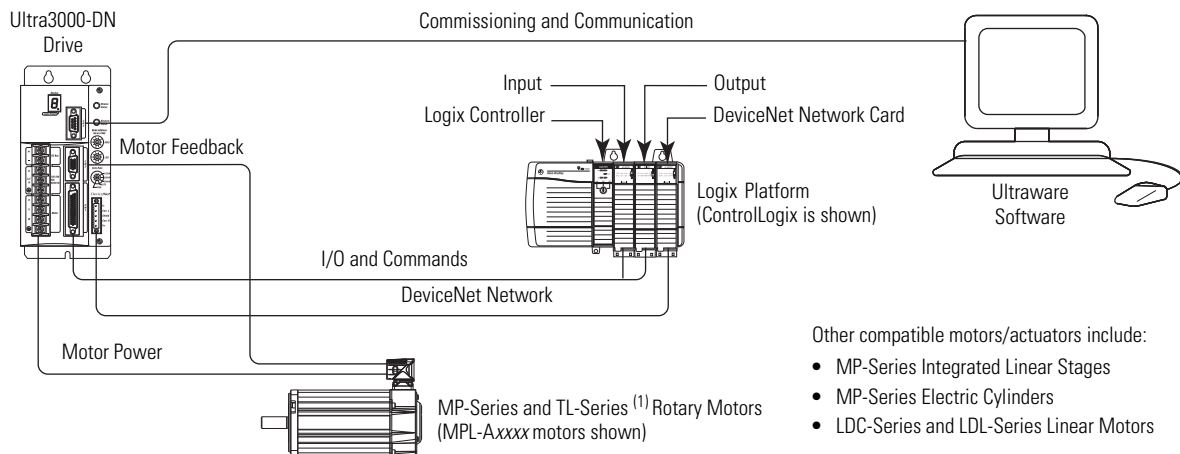 Ultra3000-DN
Drive
Commissioning and Communication
Input
Output
Logix Controller
DeviceNet Network Card
Motor Feedback
Logix Platform
(ControlLogix is shown)
Ultraware
Software
I/O and Commands
DeviceNet Network
Motor Power
MP-Series and TL-Series (1) Rotary Motors
(MPL-Axxxx motors shown)
Other compatible motors/actuators include:
• MP-Series Integrated Linear Stages
• MP-Series Electric Cylinders
• LDC-Series and LDL-Series Linear Motors